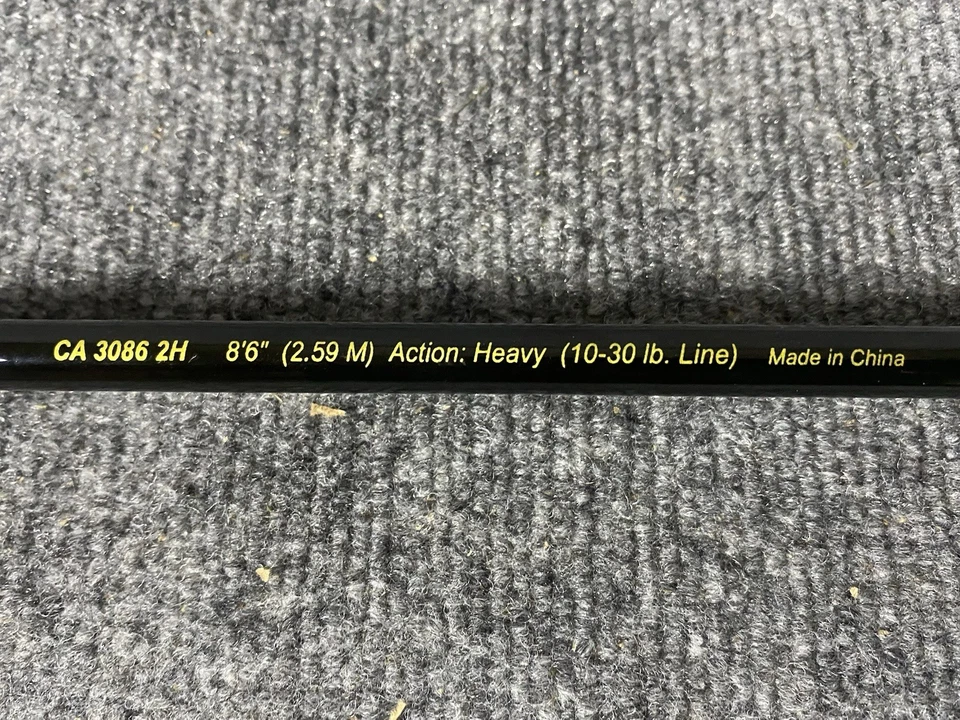 CA 3086 2H 8'6" (2.59 M) Action: Heavy (10-30 lb. Line) Made in China